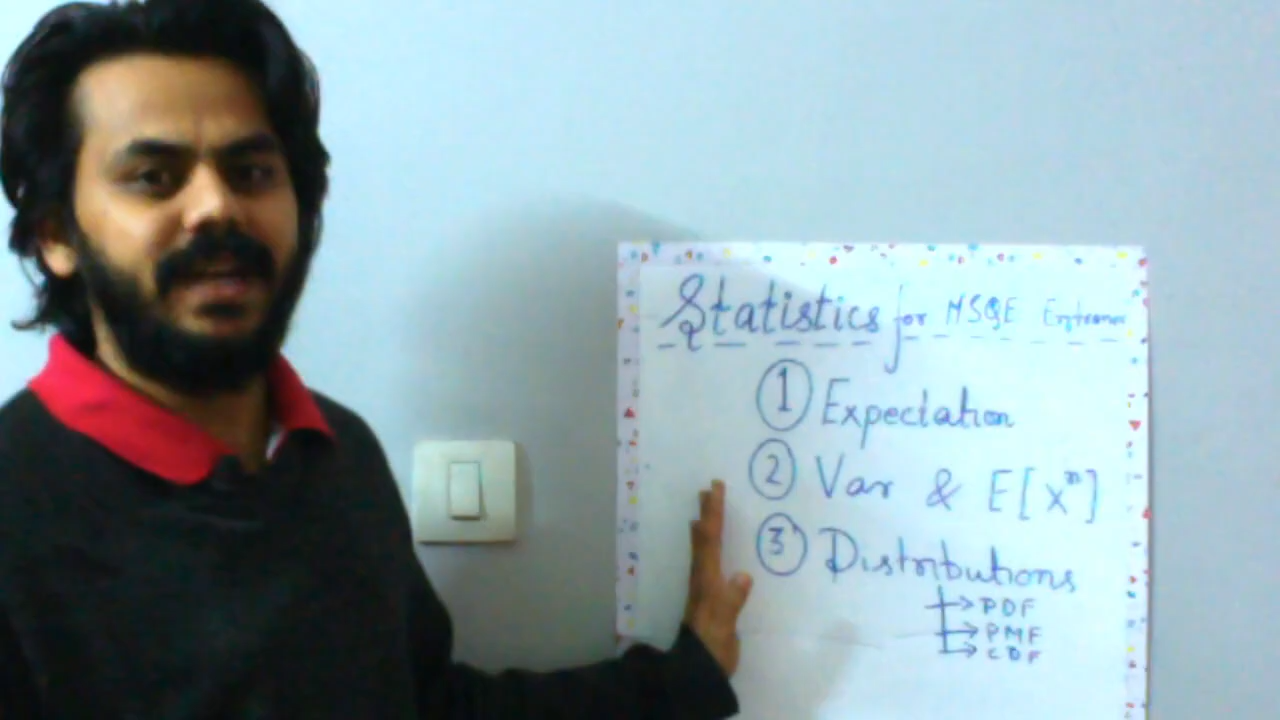 Statistics for MSQE Entrance
① Expectation
② Var & E[X^n]
③ Distributions
→ PDF
→ PMF
→ CDF